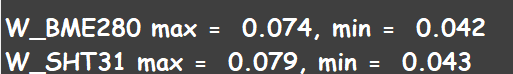 W_BME280 max = 0.074, min = 0.042
W_SHT31 max = 0.079, min = 0.043